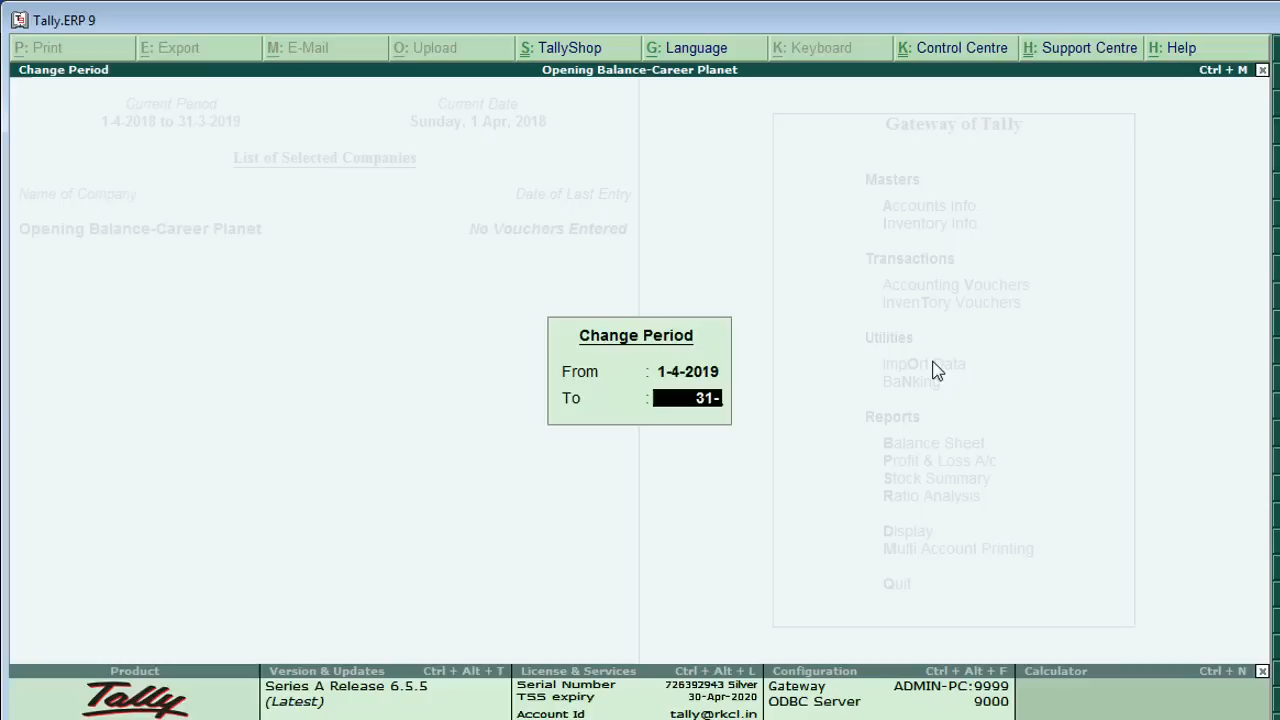 Tally.ERP 9
P: Print E: Export M: E-Mail O: Upload S: TallyShop G: Language K: Keyboard K: Control Centre H: Support Centre H: Help
Change Period Opening Balance-Career Planet Ctrl + M
Current Period Current Date
1-4-2018 to 31-3-2019 Sunday, 1 Apr, 2018
List of Selected Companies
Name of Company Date of Last Entry
Opening Balance-Career Planet No Vouchers Entered
Gateway of Tally
Masters
Accounts Info
Inventory Info
Transactions
Accounting Vouchers
InvenTory Vouchers
Utilities
ImpOrt Data
BaNking
Reports
Balance Sheet
Profit & Loss A/c
Stock Summary
Ratio Analysis
Display
Multi Account Printing
Quit
Change Period
From : 1-4-2019
To : 31-
Product Version & Updates Ctrl + Alt + T License & Services Ctrl + Alt + L Configuration Ctrl + Alt + F Calculator Ctrl + N
Tally
Series A Release 6.5.5
(Latest)
Serial Number 726392943 Silver
TSS expiry 30-Apr-2020
Account Id tally@rkcl.in
Gateway ADMIN-PC:9999
ODBC Server 9000